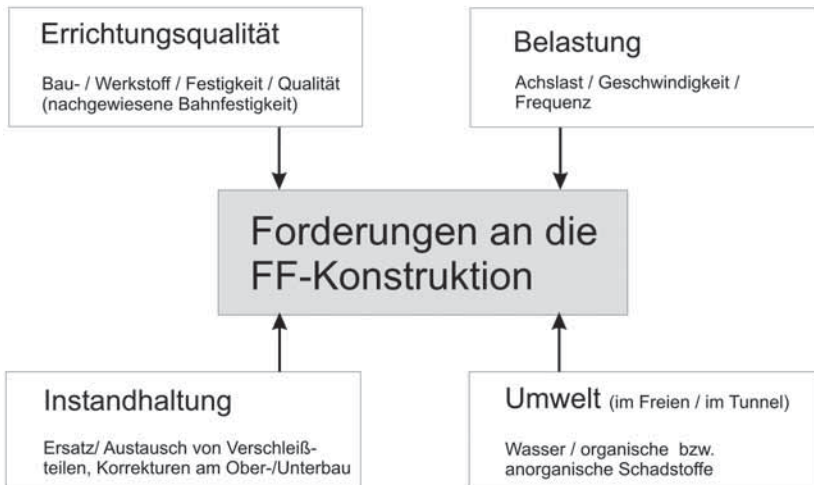 Errichtungsqualität
Bau- / Werkstoff / Festigkeit / Qualität
(nachgewiesene Bahnfestigkeit)
Belastung
Achslast / Geschwindigkeit /
Frequenz
Forderungen an die
FF-Konstruktion
Instandhaltung
Ersatz/ Austausch von Verschleiß-
teilen, Korrekturen am Ober-/Unterbau
Umwelt (im Freien / im Tunnel)
Wasser / organische bzw.
anorganische Schadstoffe